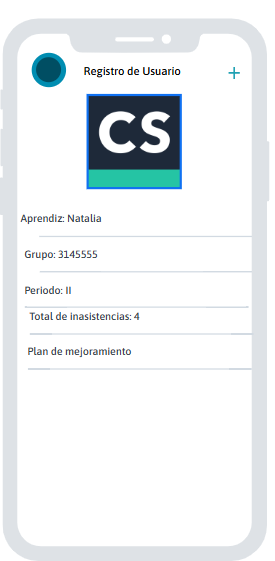 Registro de Usuario
+
CS
Aprendiz: Natalia
Grupo: 3145555
Periodo: II
Total de inasistencias: 4
Plan de mejoramiento